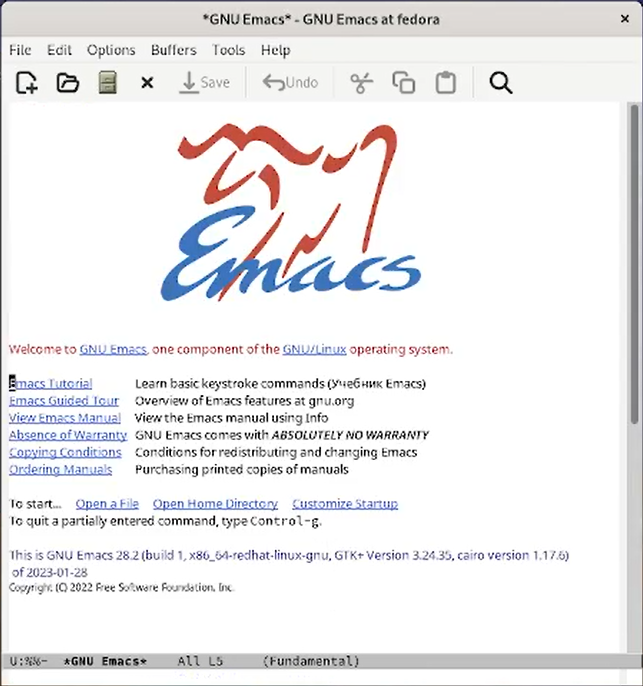 *GNU Emacs* - GNU Emacs at fedora
File Edit Options Buffers Tools Help
Save Undo
Emacs
Welcome to GNU Emacs, one component of the GNU/Linux operating system.
Emacs Tutorial Learn basic keystroke commands (Учебник Emacs)
Emacs Guided Tour Overview of Emacs features at gnu.org
View Emacs Manual View the Emacs manual using Info
Absence of Warranty GNU Emacs comes with ABSOLUTELY NO WARRANTY
Copying Conditions Conditions for redistributing and changing Emacs
Ordering Manuals Purchasing printed copies of manuals
To start... Open a File Open Home Directory Customize Startup
To quit a partially entered command, type Control-g.
This is GNU Emacs 28.2 (build 1, x86_64-redhat-linux-gnu, GTK+ Version 3.24.35, cairo version 1.17.6)
of 2023-01-28
Copyright (C) 2022 Free Software Foundation, Inc.
U:%%- *GNU Emacs* All L5 (Fundamental)